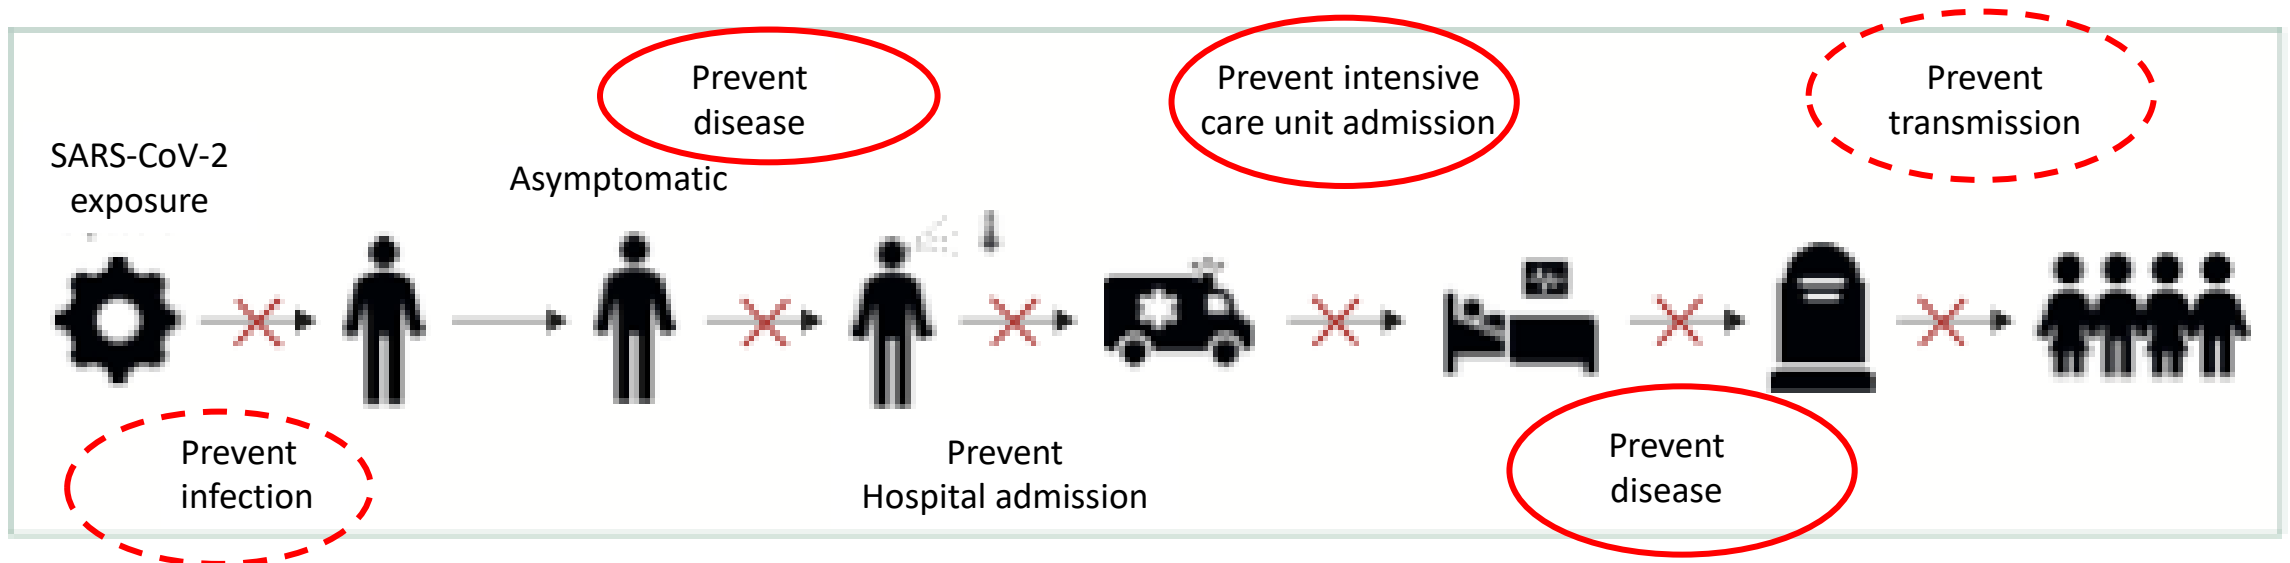 Prevent
disease
Prevent intensive
care unit admission
Prevent
transmission
SARS-CoV-2
exposure
Asymptomatic
Prevent
infection
Prevent
Hospital admission
Prevent
disease